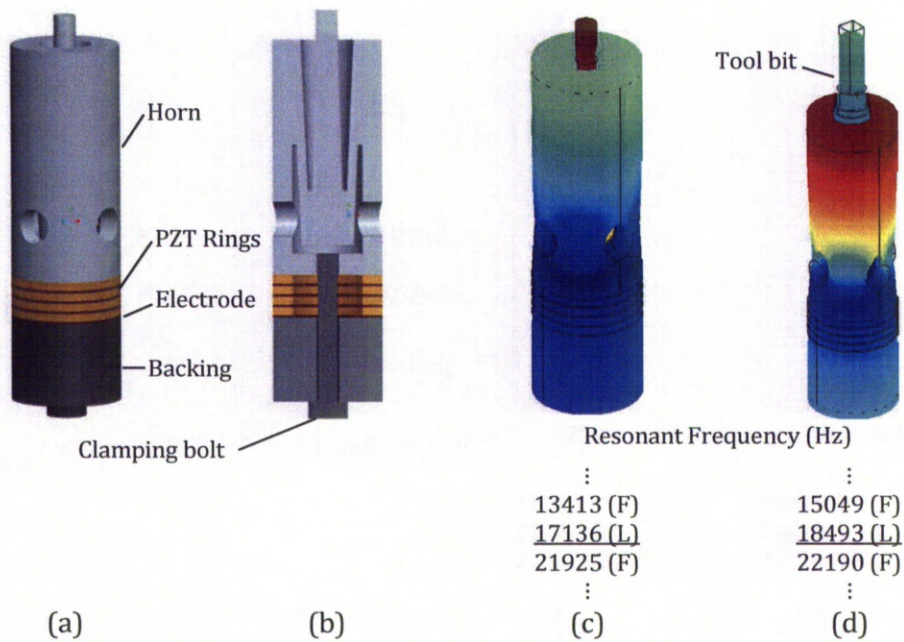 Tool bit
Horn
PZT Rings
Electrode
Backing
Clamping bolt
Resonant Frequency (Hz)
⋮ ⋮
13413 (F) 15049 (F)
17136 (L) 18493 (L)
21925 (F) 22190 (F)
⋮ ⋮
(a) (b) (c) (d)